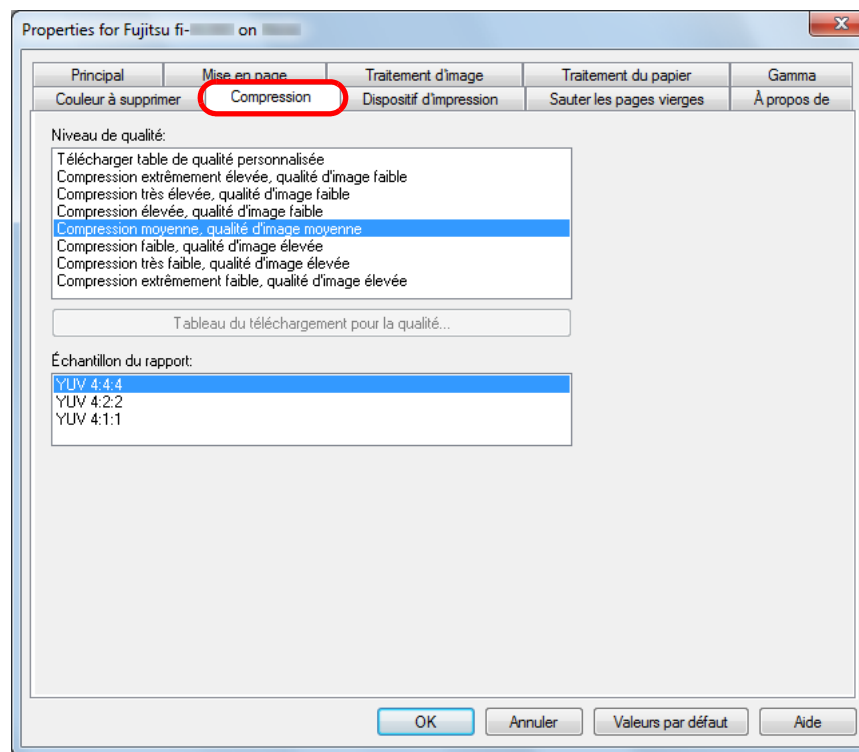 Properties for Fujitsu fi- on
Principal Mise en page Traitement d'image Traitement du papier Gamma
Couleur à supprimer Compression Dispositif d'impression Sauter les pages vierges À propos de
Niveau de qualité:
Télécharger table de qualité personnalisée
Compression extrêmement élevée, qualité d'image faible
Compression très élevée, qualité d'image faible
Compression élevée, qualité d'image faible
Compression moyenne, qualité d'image moyenne
Compression faible, qualité d'image élevée
Compression très faible, qualité d'image élevée
Compression extrêmement faible, qualité d'image élevée
Tableau du téléchargement pour la qualité...
Échantillon du rapport:
YUV 4:4:4
YUV 4:2:2
YUV 4:1:1
OK Annuler Valeurs par défaut Aide